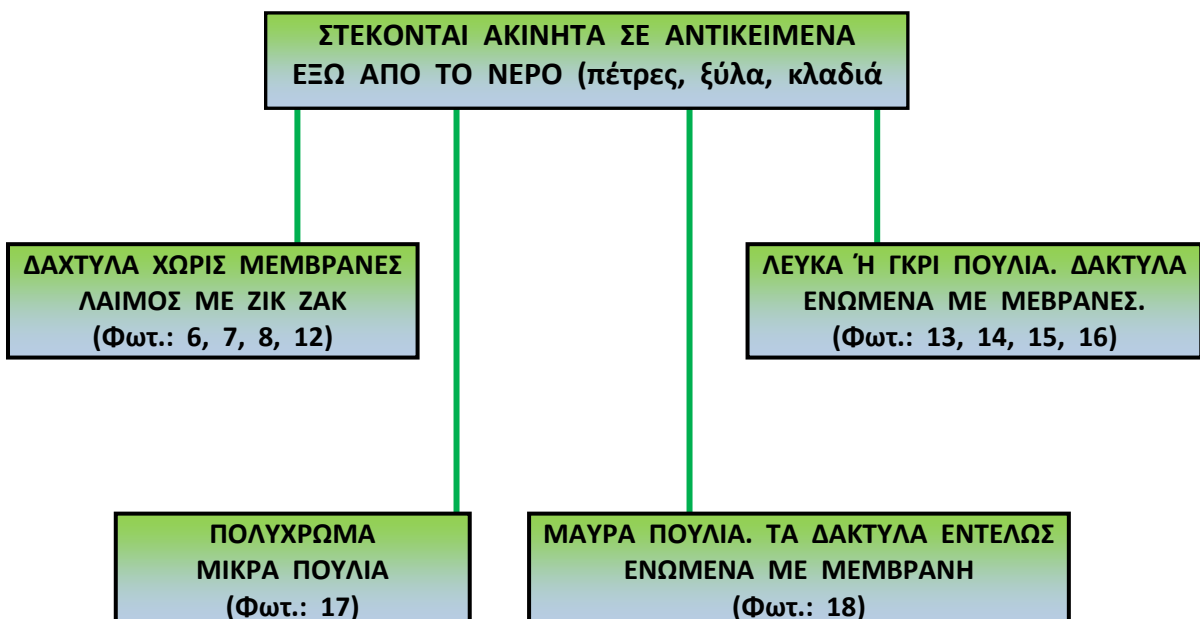 ΣΤΕΚΟΝΤΑΙ ΑΚΙΝΗΤΑ ΣΕ ΑΝΤΙΚΕΙΜΕΝΑ
ΕΞΩ ΑΠΟ ΤΟ ΝΕΡΟ (πέτρες, ξύλα, κλαδιά
ΔΑΧΤΥΛΑ ΧΩΡΙΣ ΜΕΜΒΡΑΝΕΣ
ΛΑΙΜΟΣ ΜΕ ΖΙΚ ΖΑΚ
(Φωτ.: 6, 7, 8, 12)
ΛΕΥΚΑ Ή ΓΚΡΙ ΠΟΥΛΙΑ. ΔΑΚΤΥΛΑ
ΕΝΩΜΕΝΑ ΜΕ ΜΕΒΡΑΝΕΣ.
(Φωτ.: 13, 14, 15, 16)
ΠΟΛΥΧΡΩΜΑ
ΜΙΚΡΑ ΠΟΥΛΙΑ
(Φωτ.: 17)
ΜΑΥΡΑ ΠΟΥΛΙΑ. ΤΑ ΔΑΚΤΥΛΑ ΕΝΤΕΛΩΣ
ΕΝΩΜΕΝΑ ΜΕ ΜΕΜΒΡΑΝΗ
(Φωτ.: 18)